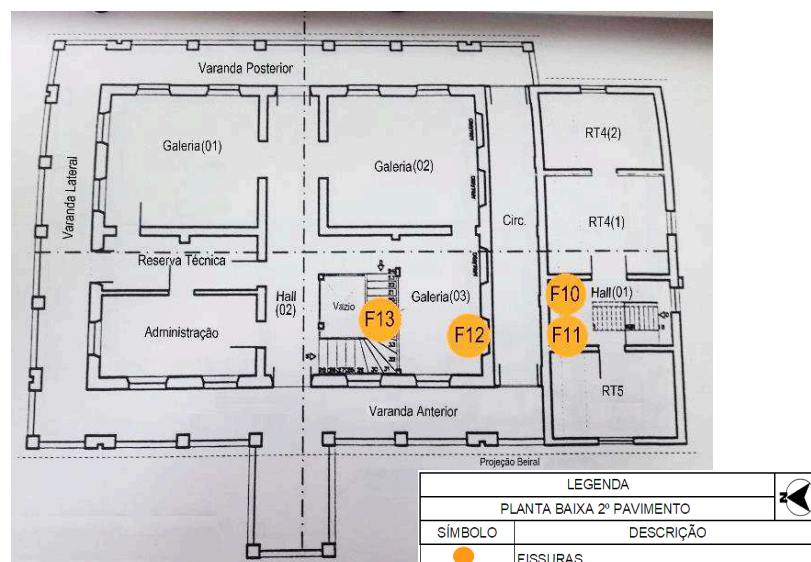 Varanda Posterior
Galeria(01)
Galeria(02)
RT4(2)
RT4(1)
Varanda Lateral
Circ.
Reserva Técnica
Hall
(02)
Vazio
Galeria(03)
F10
Hall(01)
Administração
F13
F12
F11
RT5
Varanda Anterior
Projeção Beiral
LEGENDA
PLANTA BAIXA 2º PAVIMENTO
N
SÍMBOLO
DESCRIÇÃO
FISSURAS